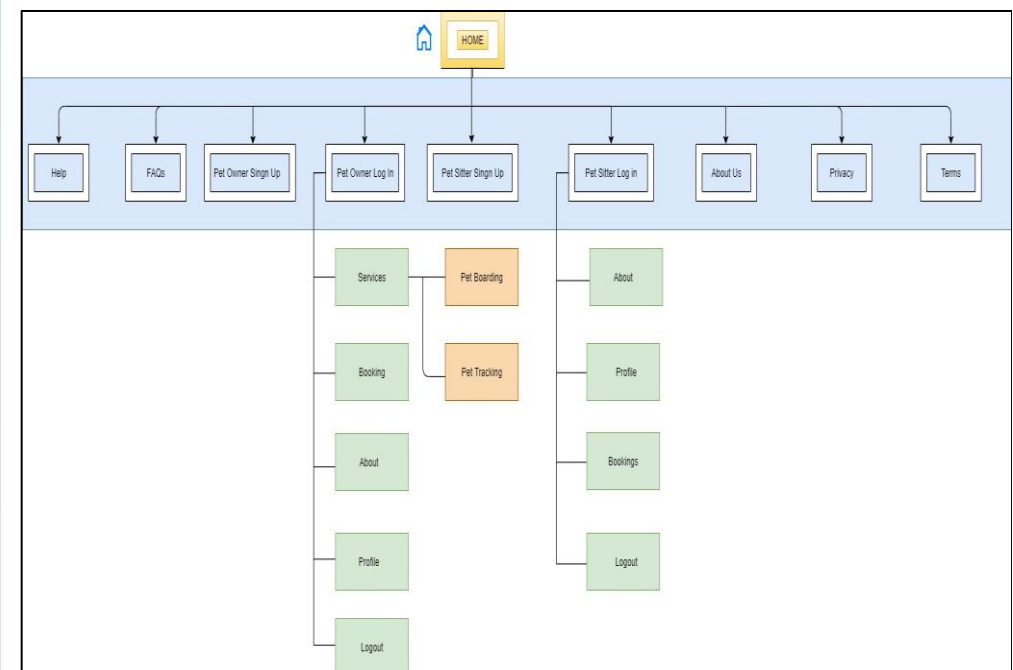 HOME
Help
FAQs
Pet Owner Singn Up
Pet Owner Log In
Pet Sitter Singn Up
Pet Sitter Log in
About Us
Privacy
Terms
Services
Pet Boarding
About
Booking
Pet Tracking
Profile
About
Bookings
Profile
Logout
Logout